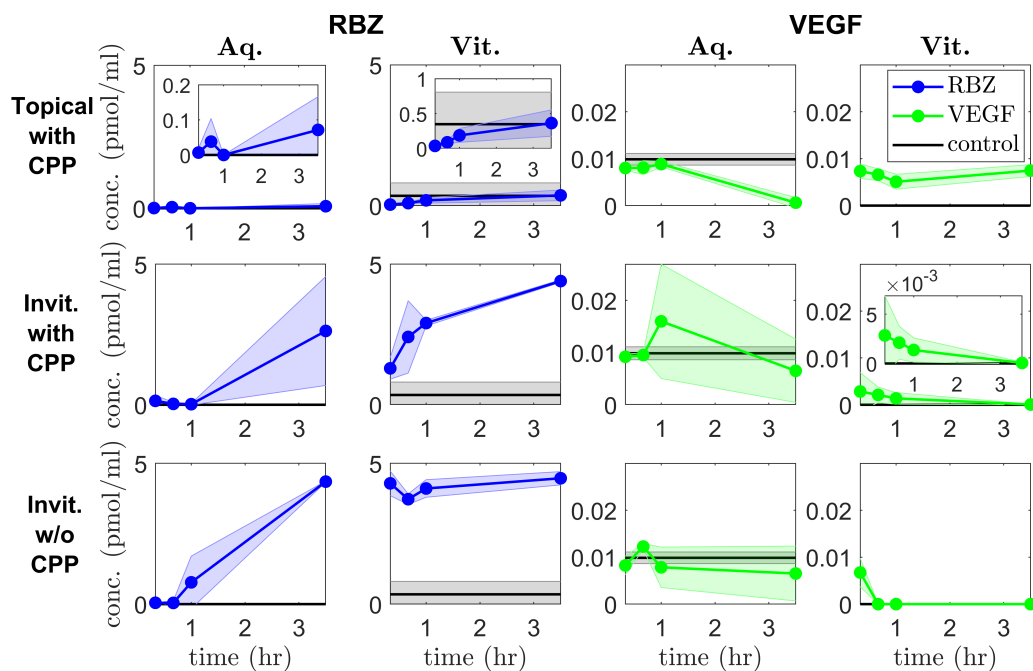 RBZ VEGF
Aq. Vit. Aq. Vit.
Topical
with
CPP
conc. (pmol/ml)
5
0
0.2
0.1
0
1 2 3
1 2 3
5
0
1
0.5
0
1 2 3
1 2 3
0.02
0.01
0
1 2 3
0.02
0.01
0
1 2 3
RBZ
VEGF
control
Invit.
with
CPP
conc. (pmol/ml)
5
0
1 2 3
5
0
1 2 3
0.02
0.01
0
1 2 3
0.02
0.01
0
×10⁻³
5
0
1 2 3
1 2 3
Invit.
w/o
CPP
conc. (pmol/ml)
5
0
1 2 3
time (hr)
5
0
1 2 3
time (hr)
0.02
0.01
0
1 2 3
time (hr)
0.02
0.01
0
1 2 3
time (hr)